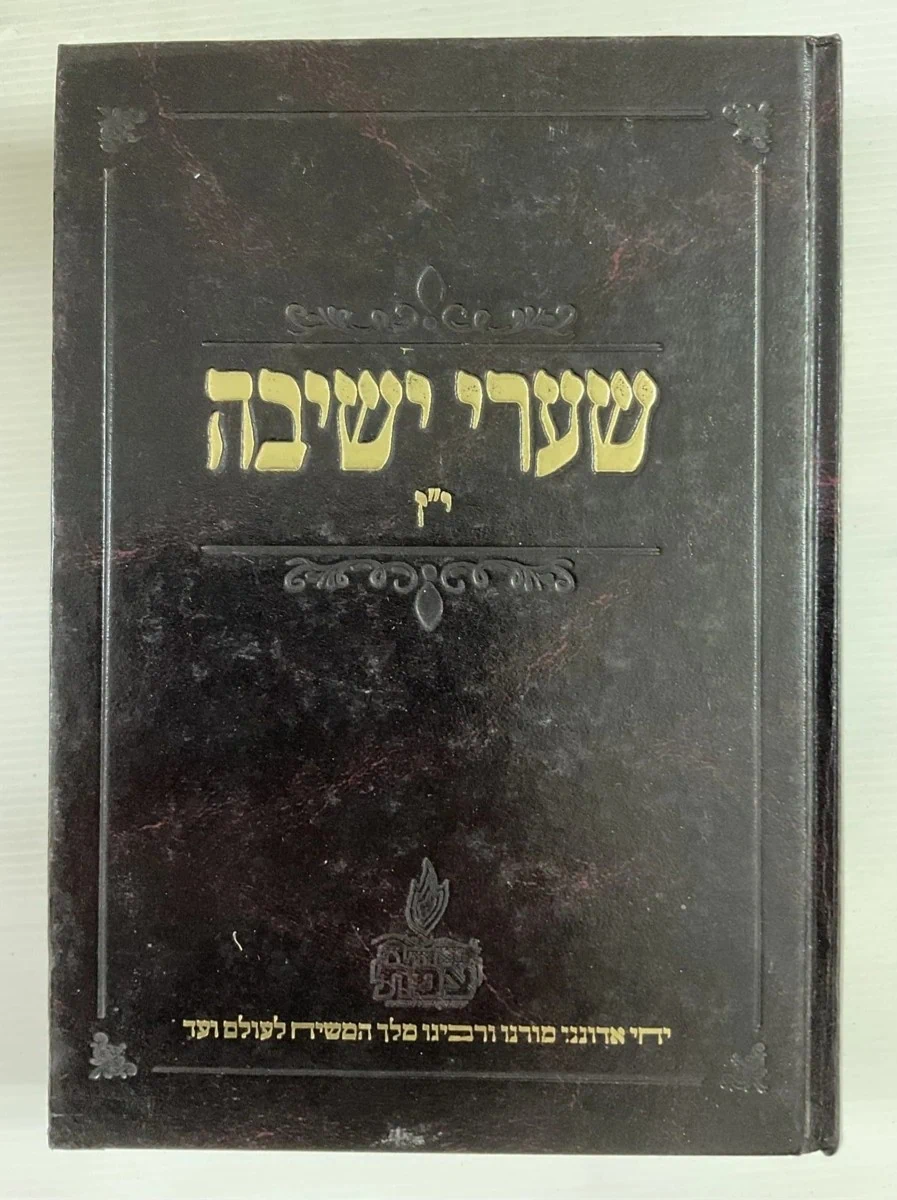 שערי ישיבה
י"ז
יחי אדוננו מורנו ורבינו מלך המשיח לעולם ועד